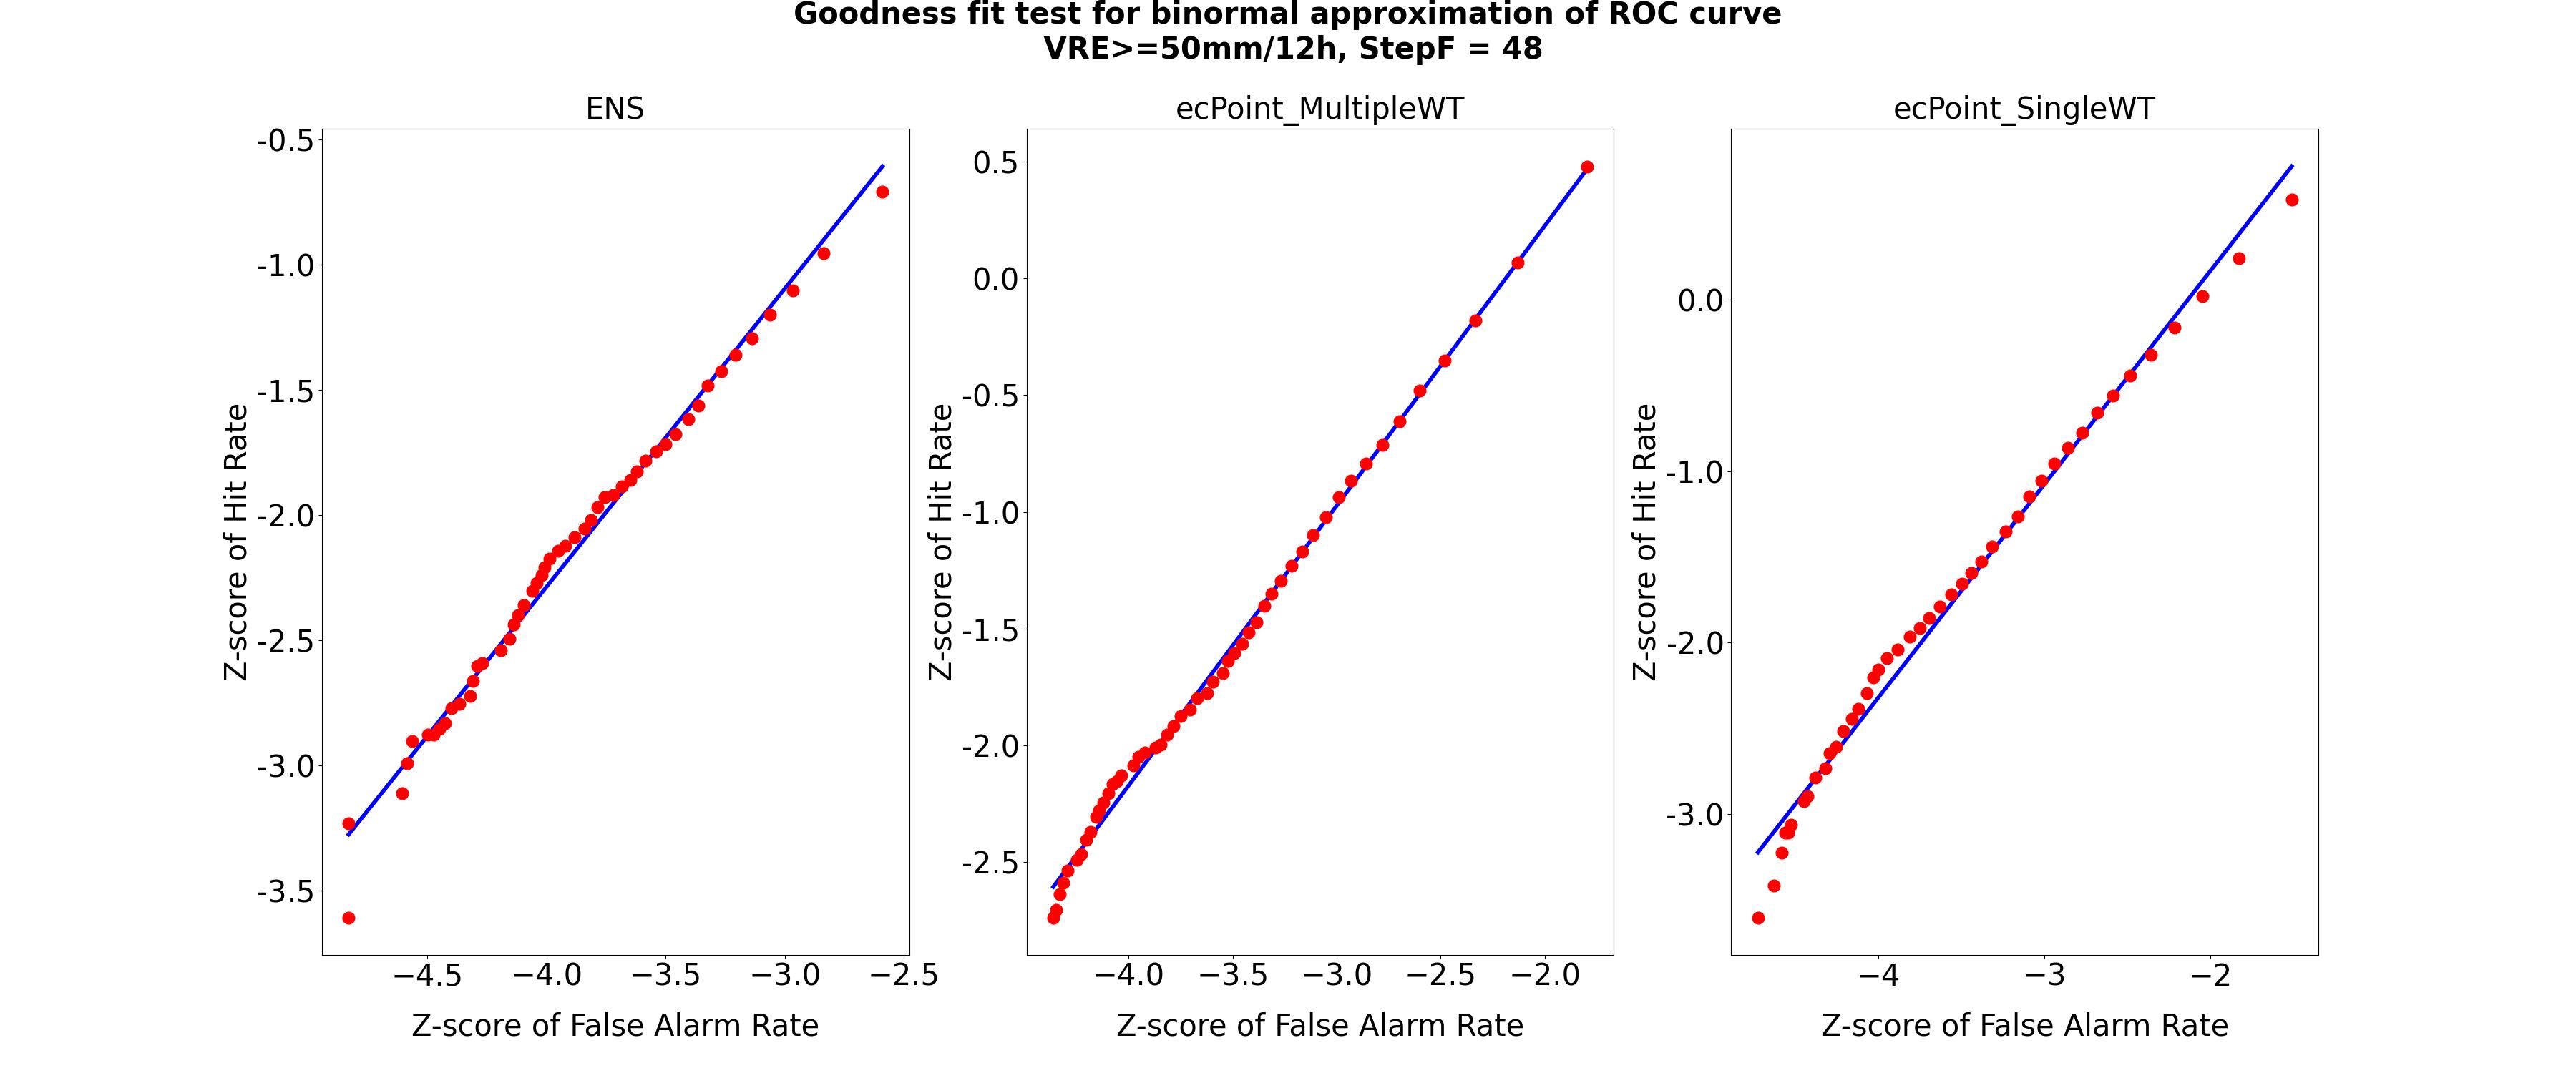 Goodness fit test for binormal approximation of ROC curve
VRE>=50mm/12h, StepF = 48
ENS
-0.5
-1.0
-1.5
-2.0
-2.5
-3.0
-3.5
Z-score of Hit Rate
−4.5 −4.0 −3.5 −3.0 −2.5
Z-score of False Alarm Rate
ecPoint_MultipleWT
0.5
0.0
-0.5
-1.0
-1.5
-2.0
-2.5
Z-score of Hit Rate
−4.0 −3.5 −3.0 −2.5 −2.0
Z-score of False Alarm Rate
ecPoint_SingleWT
0.0
-1.0
-2.0
-3.0
Z-score of Hit Rate
−4 −3 −2
Z-score of False Alarm Rate